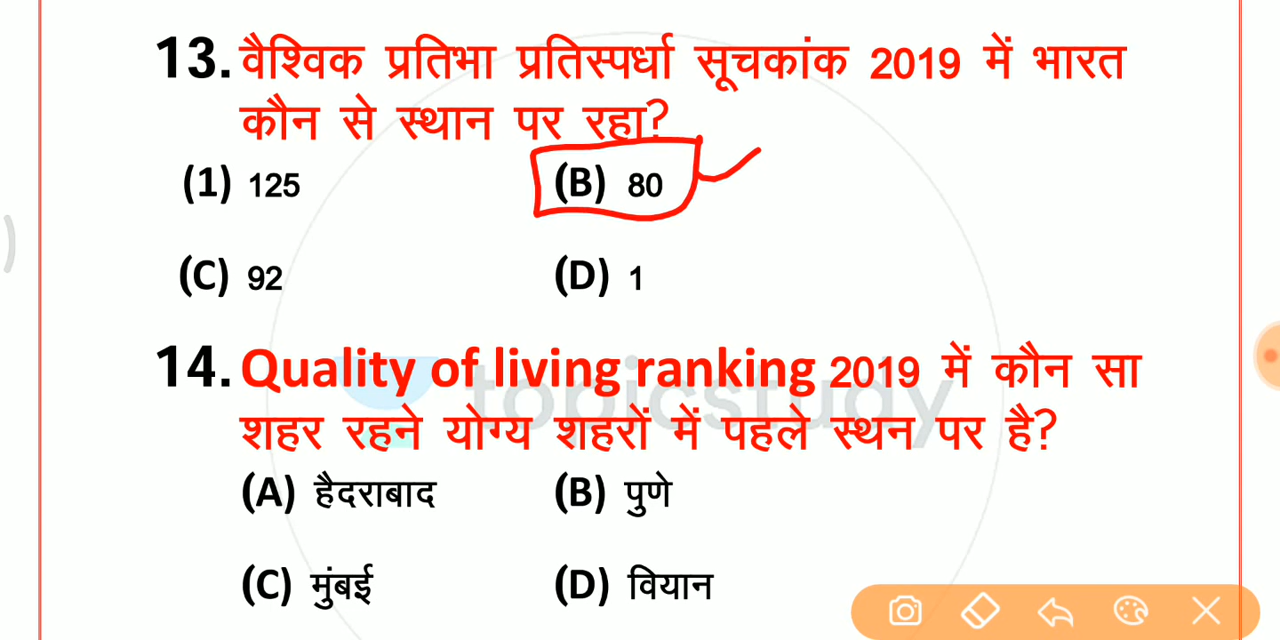 13. वैश्विक प्रतिभा प्रतिस्पर्धा सूचकांक 2019 में भारत
कौन से स्थान पर रहा?
(1) 125 (B) 80
(C) 92 (D) 1
14. Quality of living ranking 2019 में कौन सा
शहर रहने योग्य शहरों में पहले स्थन पर है?
topicstudy
(A) हैदराबाद (B) पुणे
(C) मुंबई (D) वियान